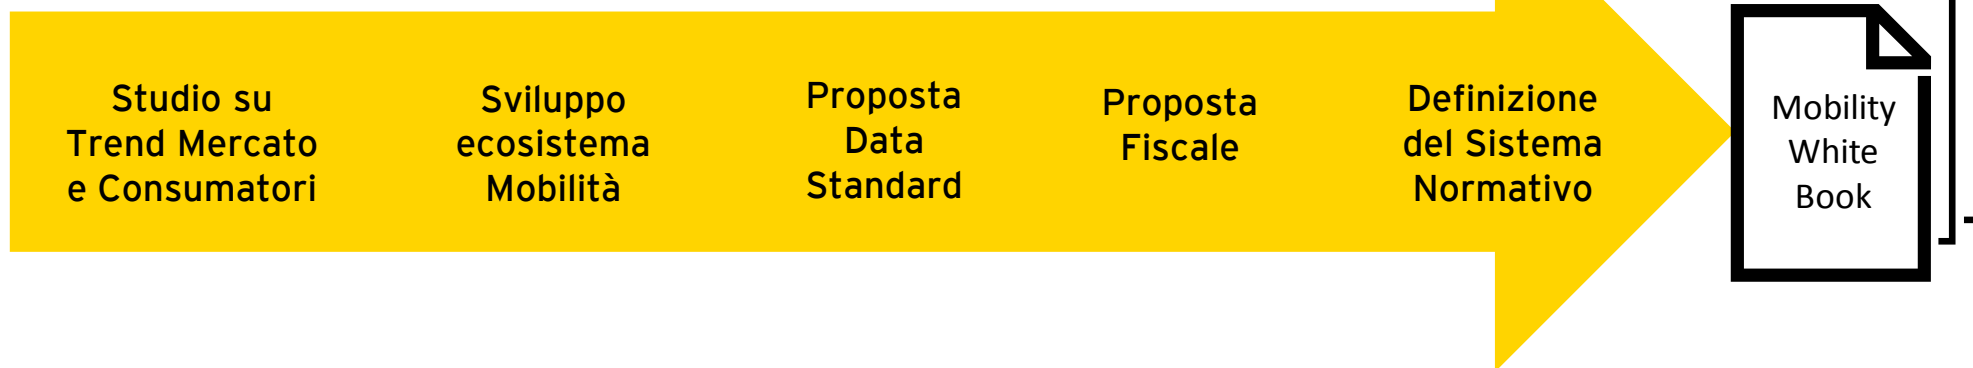 Studio su
Trend Mercato
e Consumatori
Sviluppo
ecosistema
Mobilità
Proposta
Data
Standard
Proposta
Fiscale
Definizione
del Sistema
Normativo
Mobility
White
Book